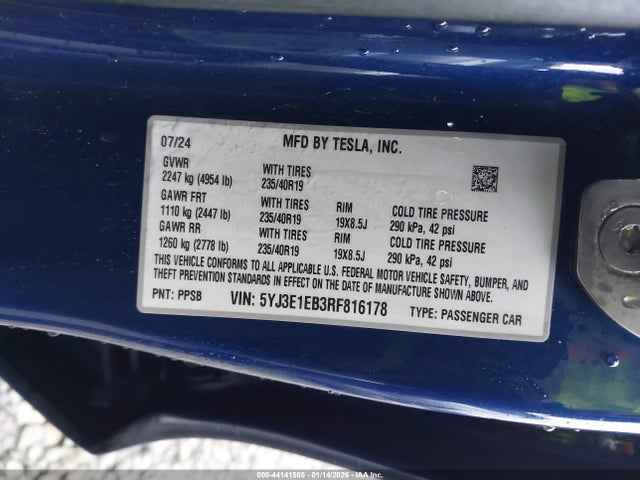 07/24 MFD BY TESLA, INC.
GVWR WITH TIRES
2247 kg (4954 lb) 235/40R19
GAWR FRT WITH TIRES RIM COLD TIRE PRESSURE
1110 kg (2447 lb) 235/40R19 19X8.5J 290 kPa, 42 psi
GAWR RR WITH TIRES RIM COLD TIRE PRESSURE
1260 kg (2778 lb) 235/40R19 19X8.5J 290 kPa, 42 psi
THIS VEHICLE CONFORMS TO ALL APPLICABLE U.S. FEDERAL MOTOR VEHICLE SAFETY, BUMPER, AND
THEFT PREVENTION STANDARDS IN EFFECT ON THE DATE OF MANUFACTURE SHOWN ABOVE.
PNT: PPSB VIN: 5YJ3E1EB3RF816178 TYPE: PASSENGER CAR
000-44141505 - 01/14/2026 - IAA Inc.